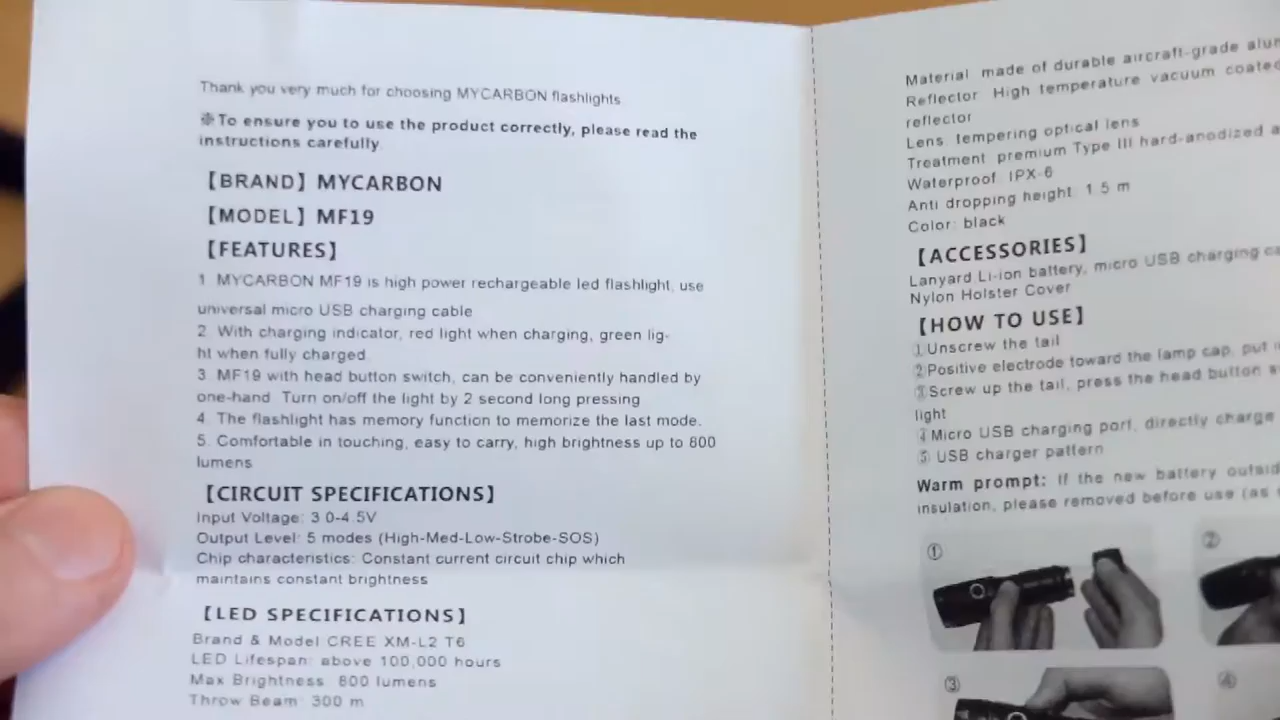 Thank you very much for choosing MYCARBON flashlights
※To ensure you to use the product correctly, please read the
instructions carefully
【BRAND】MYCARBON
【MODEL】MF19
【FEATURES】
1 MYCARBON MF19 is high power rechargeable led flashlight, use
universal micro USB charging cable
2. With charging indicator, red light when charging, green lig-
ht when fully charged
3 MF19 with head button switch, can be conveniently handled by
one-hand Turn on/off the light by 2 second long pressing
4. The flashlight has memory function to memorize the last mode.
5. Comfortable in touching, easy to carry, high brightness up to 800
lumens
【CIRCUIT SPECIFICATIONS】
Input Voltage: 3.0-4.5V
Output Level: 5 modes (High-Med-Low-Strobe-SOS)
Chip characteristics: Constant current circuit chip which
maintains constant brightness
【LED SPECIFICATIONS】
Brand & Model CREE XM-L2 T6
LED Lifespan: above 100,000 hours
Max Brightness 800 lumens
Throw Beam: 300 m
Material made of durable aircraft-grade
Reflector High temperature vacuum coated
reflector
Lens tempering optical lens
Treatment premium Type III hard-anodized
Waterproof IPX-6
Anti dropping height: 1.5 m
Color: black
【ACCESSORIES】
Lanyard Li-ion battery, micro USB charging
Nylon Holster Cover
【HOW TO USE】
①Unscrew the tail
②Positive electrode toward the lamp cap, put
③Screw up the tail, press the head button
light
④Micro USB charging port, directly charge
⑤ USB charger pattern
Warm prompt: If the new battery
insulation, please removed before use (as
①
②
③
④